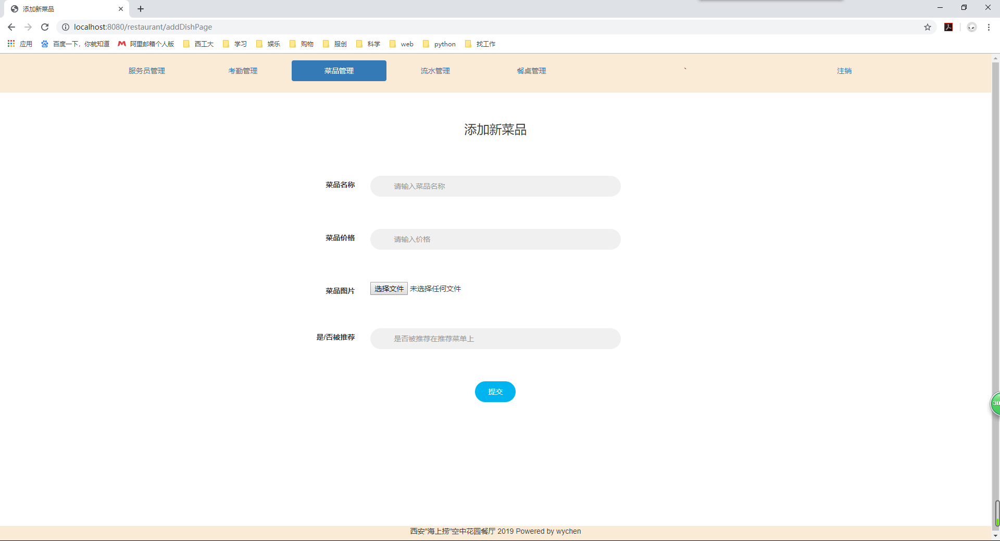 添加新菜品
localhost:8080/restaurant/addDishPage
应用 百度一下，你就知道 阿里邮箱个人版 西工大 学习 娱乐 购物 服创 科学 web python 找工作
服务员管理 考勤管理 菜品管理 流水管理 餐桌管理 ` 注销
添加新菜品
菜品名称 请输入菜品名称
菜品价格 请输入价格
菜品图片 选择文件 未选择任何文件
是/否被推荐 是否被推荐在推荐菜单上
提交
30
西安"海上捞"空中花园餐厅 2019 Powered by wychen